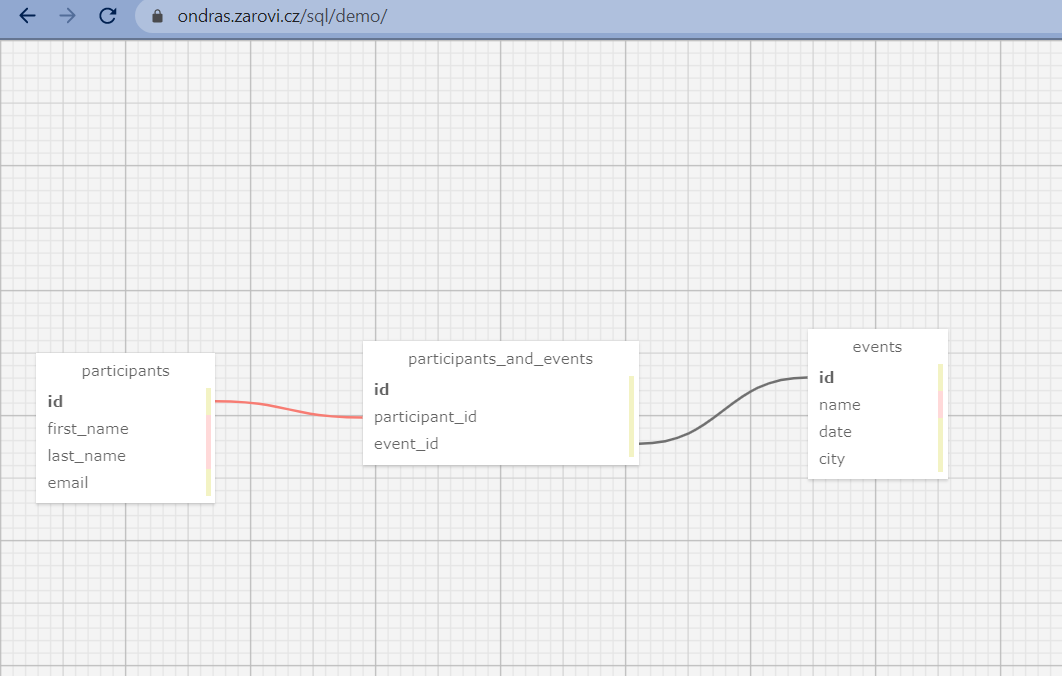 ondras.zarovi.cz/sql/demo/
participants
id
first_name
last_name
email
participants_and_events
id
participant_id
event_id
events
id
name
date
city